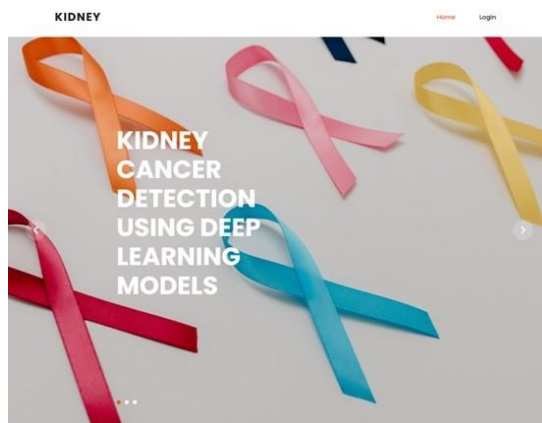 KIDNEY
Home Login
KIDNEY
CANCER
DETECTION
USING DEEP
LEARNING
MODELS